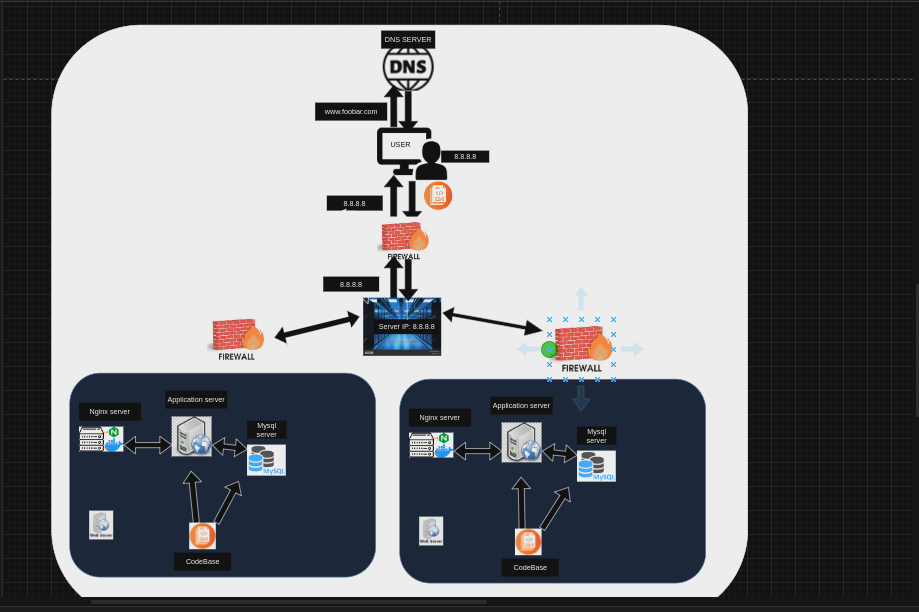 DNS SERVER
DNS
www.foobar.com
USER
8.8.8.8
8.8.8.8
FIREWALL
8.8.8.8
Server IP: 8.8.8.8
FIREWALL
FIREWALL
Application server
Nginx server
Mysql
server
MySQL
Web Server
CodeBase
Application server
Nginx server
Mysql
server
MySQL
Web Server
CodeBase